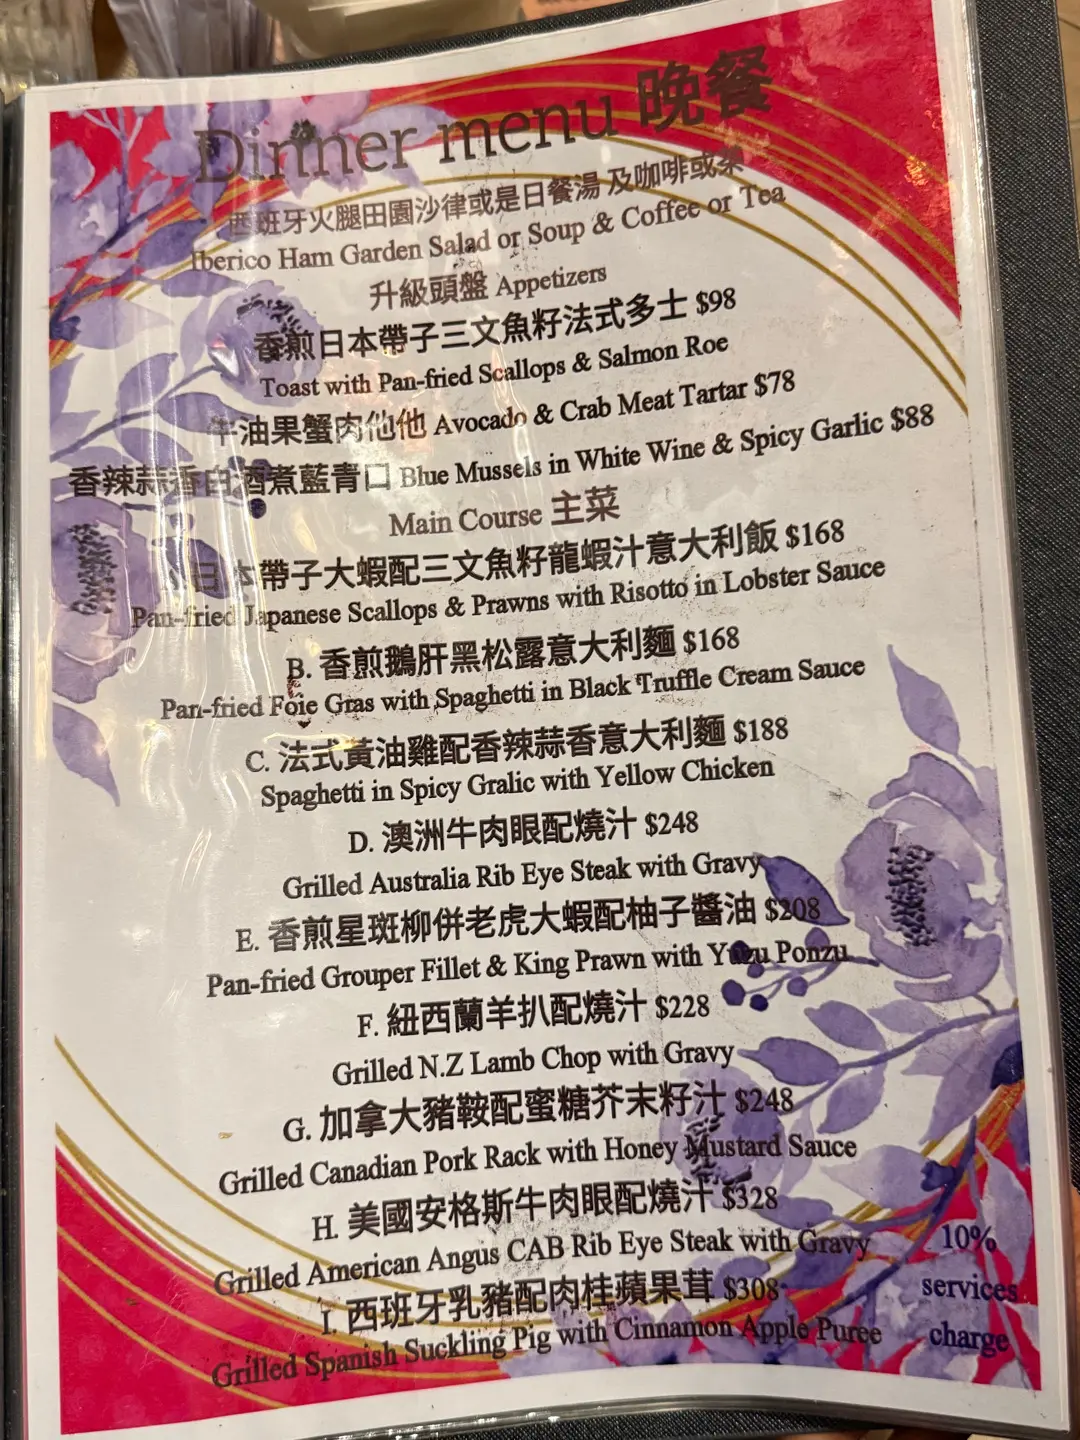 Dinner menu 晚餐
西班牙火腿田園沙律或是日餐湯 及咖啡或茶
Iberico Ham Garden Salad or Soup & Coffee or Tea
升級頭盤 Appetizers
香煎日本帶子三文魚籽法式多士 $98
Toast with Pan-fried Scallops & Salmon Roe
牛油果蟹肉他他 Avocado & Crab Meat Tartar $78
香辣蒜香白酒煮藍青口 Blue Mussels in White Wine & Spicy Garlic $88
Main Course 主菜
日本帶子大蝦配三文魚籽龍蝦汁意大利飯 $168
Pan-fried Japanese Scallops & Prawns with Risotto in Lobster Sauce
B. 香煎鵝肝黑松露意大利麵 $168
Pan-fried Foie Gras with Spaghetti in Black Truffle Cream Sauce
C. 法式黃油雞配香辣蒜香意大利麵 $188
Spaghetti in Spicy Gralic with Yellow Chicken
D. 澳洲牛肉眼配燒汁 $248
Grilled Australia Rib Eye Steak with Gravy
E. 香煎星斑柳併老虎大蝦配柚子醬油 $208
Pan-fried Grouper Fillet & King Prawn with Yuzu Ponzu
F. 紐西蘭羊扒配燒汁 $228
Grilled N.Z Lamb Chop with Gravy
G. 加拿大豬鞍配蜜糖芥末籽汁 $248
Grilled Canadian Pork Rack with Honey Mustard Sauce
H. 美國安格斯牛肉眼配燒汁 $328
Grilled American Angus CAB Rib Eye Steak with Gravy
I. 西班牙乳豬配肉桂蘋果茸 $308
Grilled Spanish Suckling Pig with Cinnamon Apple Puree
10%
services
charge